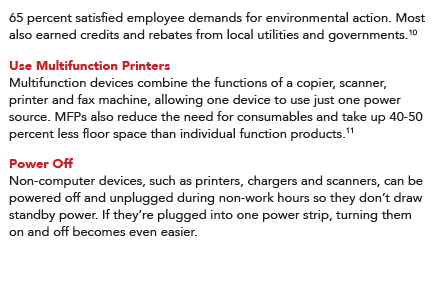 65 percent satisfied employee demands for environmental action. Most
also earned credits and rebates from local utilities and governments.¹⁰
Use Multifunction Printers
Multifunction devices combine the functions of a copier, scanner,
printer and fax machine, allowing one device to use just one power
source. MFPs also reduce the need for consumables and take up 40-50
percent less floor space than individual function products.¹¹
Power Off
Non-computer devices, such as printers, chargers and scanners, can be
powered off and unplugged during non-work hours so they don’t draw
standby power. If they’re plugged into one power strip, turning them
on and off becomes even easier.